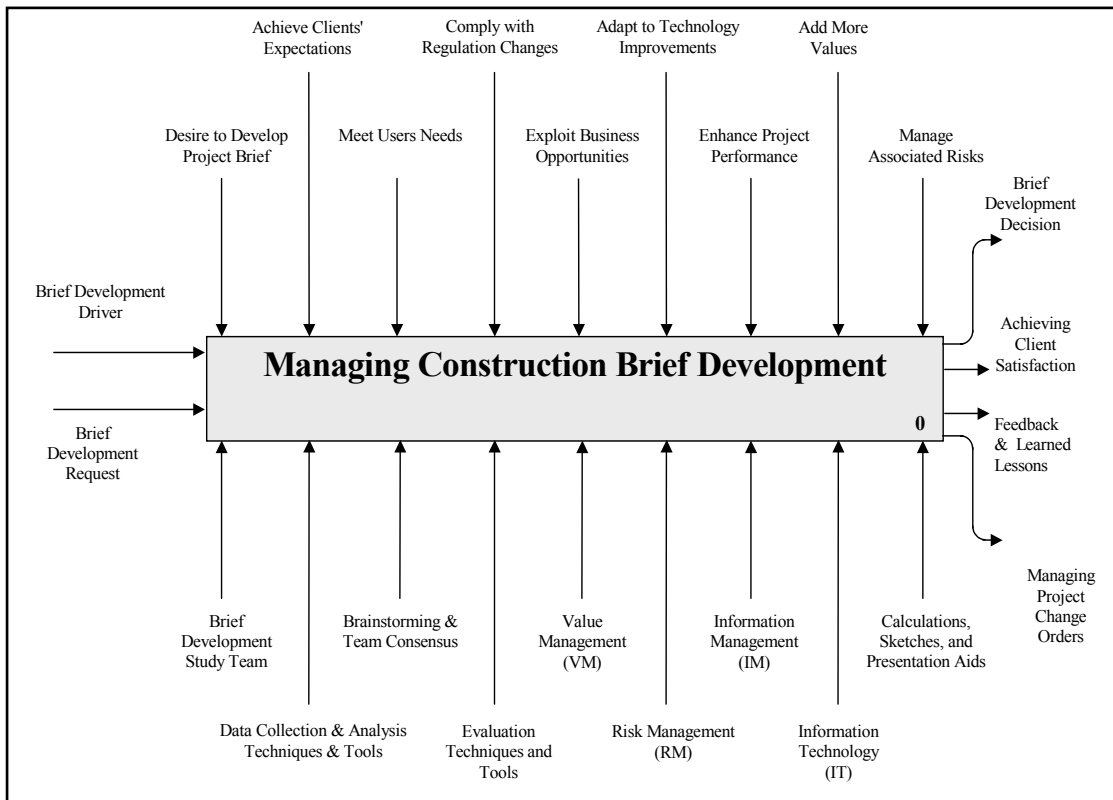 Achieve Clients'
Expectations
Comply with
Regulation Changes
Adapt to Technology
Improvements
Add More
Values
Desire to Develop
Project Brief
Meet Users Needs
Exploit Business
Opportunities
Enhance Project
Performance
Manage
Associated Risks
Brief
Development
Decision
Brief Development
Driver
Managing Construction Brief Development
0
Achieving
Client
Satisfaction
Brief
Development
Request
Feedback
& Learned
Lessons
Brief
Development
Study Team
Brainstorming &
Team Consensus
Value
Management
(VM)
Information
Management
(IM)
Calculations,
Sketches, and
Presentation Aids
Managing
Project
Change
Orders
Data Collection & Analysis
Techniques & Tools
Evaluation
Techniques and
Tools
Risk Management
(RM)
Information
Technology
(IT)